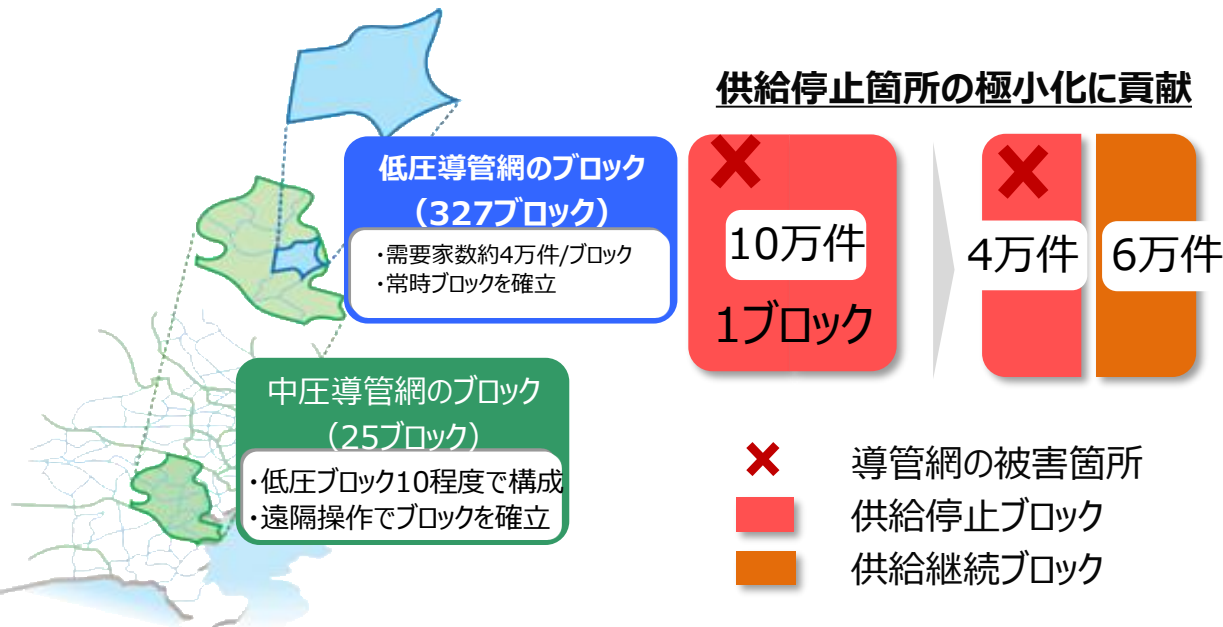 供給停止箇所の極小化に貢献
低圧導管網のブロック
（327ブロック）
・需要家数約4万件/ブロック
・常時ブロックを確立
10万件
1ブロック
4万件
6万件
中圧導管網のブロック
（25ブロック）
・低圧ブロック10程度で構成
・遠隔操作でブロックを確立
導管網の被害箇所
供給停止ブロック
供給継続ブロック